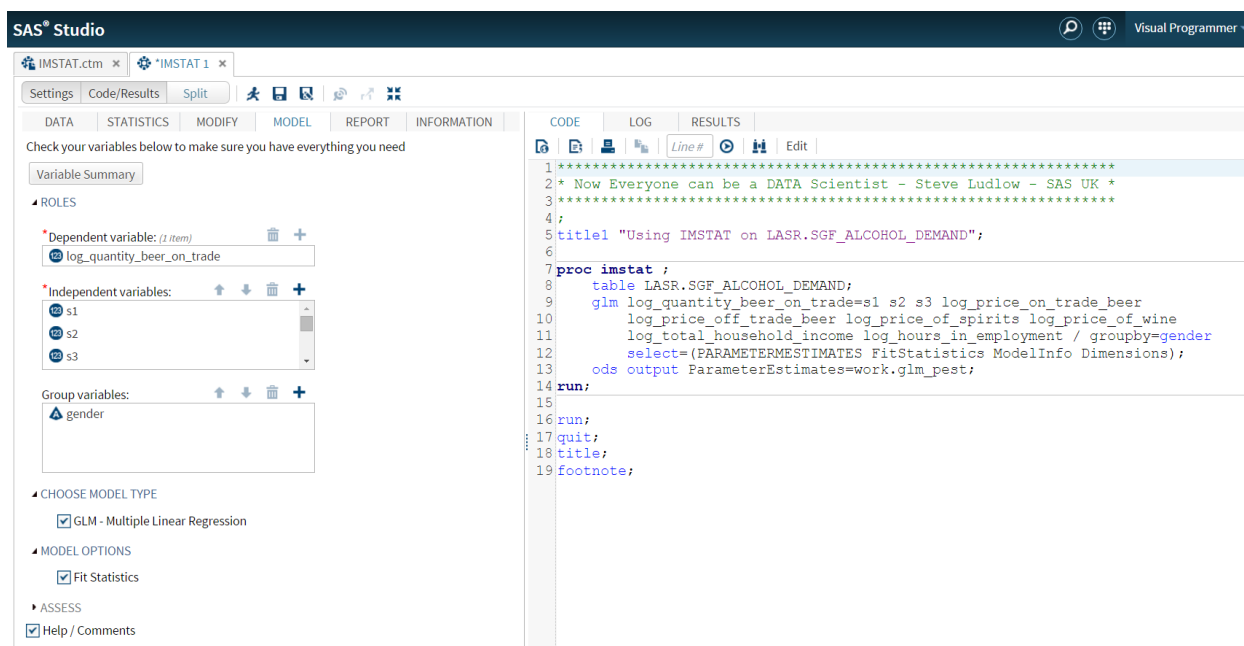 SAS® Studio
Visual Programmer
IMSTAT.ctm
*IMSTAT 1
Settings Code/Results Split
DATA STATISTICS MODIFY MODEL REPORT INFORMATION
Check your variables below to make sure you have everything you need
Variable Summary
ROLES
*Dependent variable: (1 item)
123 log_quantity_beer_on_trade
*Independent variables:
123 s1
123 s2
123 s3
Group variables:
A gender
CHOOSE MODEL TYPE
GLM - Multiple Linear Regression
MODEL OPTIONS
Fit Statistics
ASSESS
Help / Comments
CODE LOG RESULTS
Line # Edit
1 ***************************************************************
2 * Now Everyone can be a DATA Scientist - Steve Ludlow - SAS UK *
3 ***************************************************************
4 ;
5 title1 "Using IMSTAT on LASR.SGF_ALCOHOL_DEMAND";
6
7 proc imstat ;
8 table LASR.SGF_ALCOHOL_DEMAND;
9 glm log_quantity_beer_on_trade=s1 s2 s3 log_price_on_trade_beer
10 log_price_off_trade_beer log_price_of_spirits log_price_of_wine
11 log_total_household_income log_hours_in_employment / groupby=gender
12 select=(PARAMETERMESTIMATES FitStatistics ModelInfo Dimensions);
13 ods output ParameterEstimates=work.glm_pest;
14 run;
15
16 run;
17 quit;
18 title;
19 footnote;